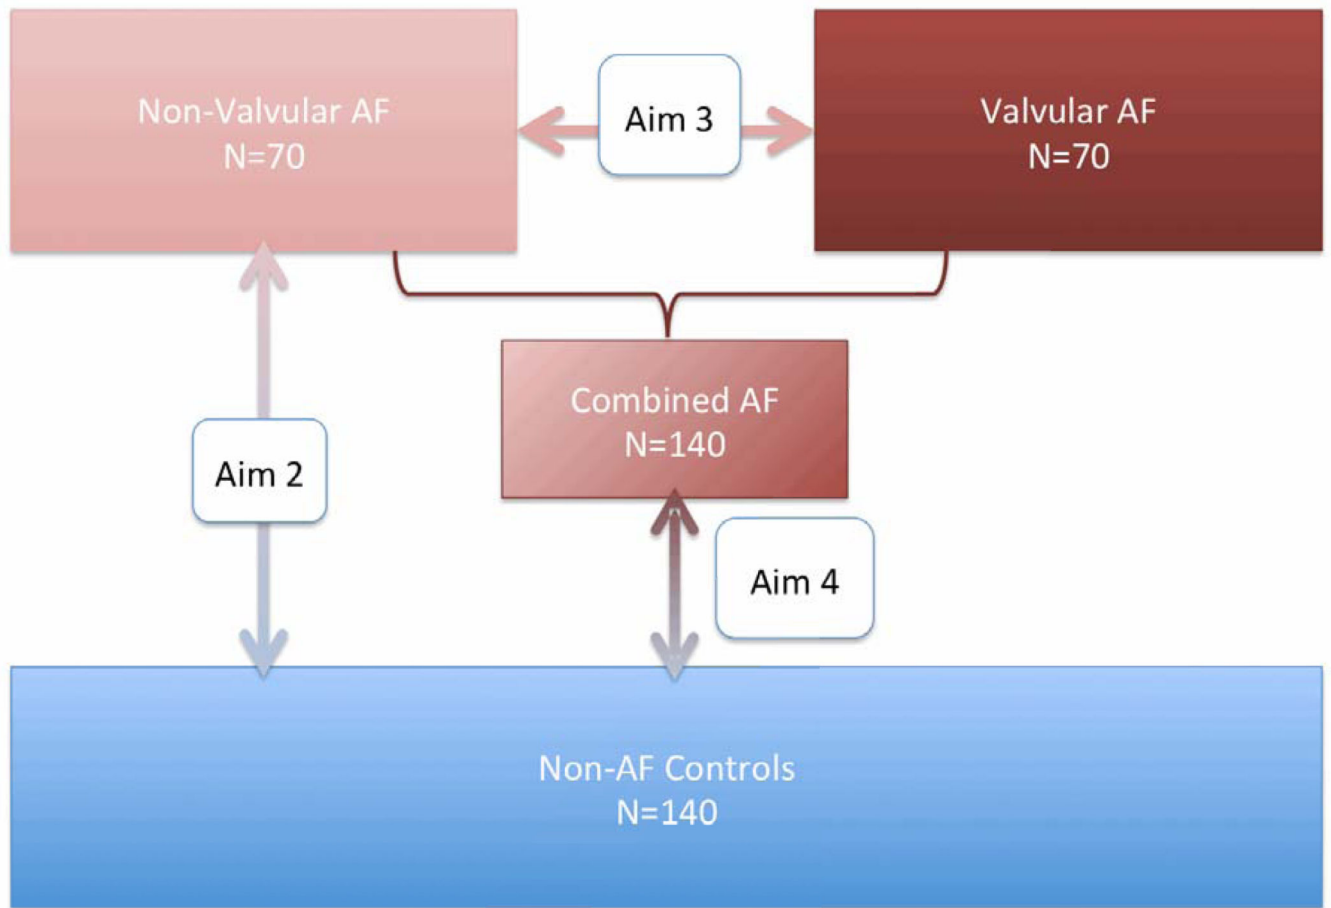 Non-Valvular AF
N=70
Aim 3
Valvular AF
N=70
Combined AF
N=140
Aim 2
Aim 4
Non-AF Controls
N=140